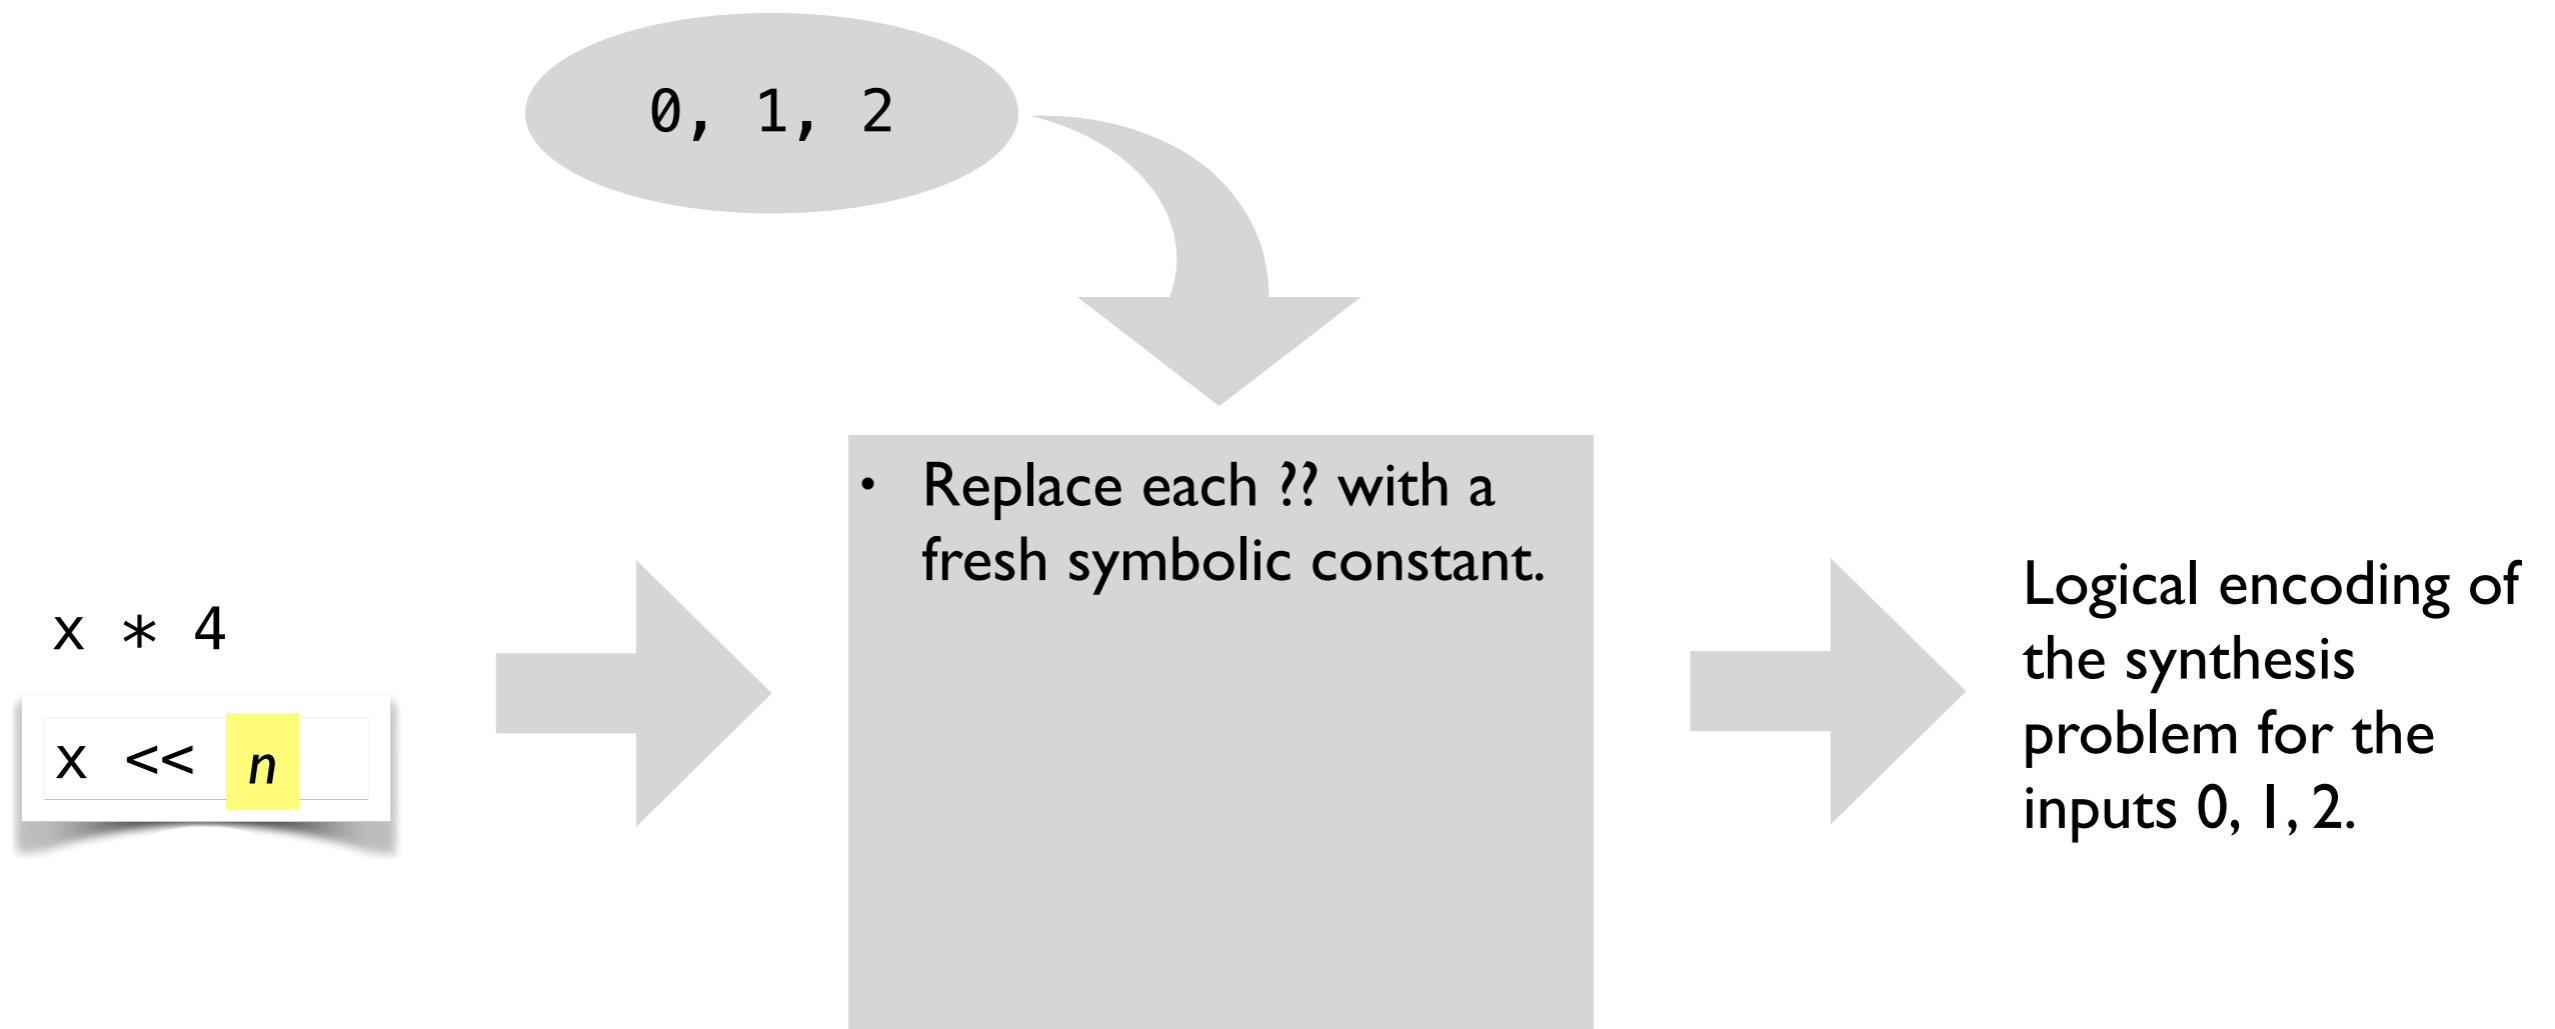 0, 1, 2
• Replace each ?? with a
fresh symbolic constant.
x * 4
x << n
Logical encoding of
the synthesis
problem for the
inputs 0, 1, 2.